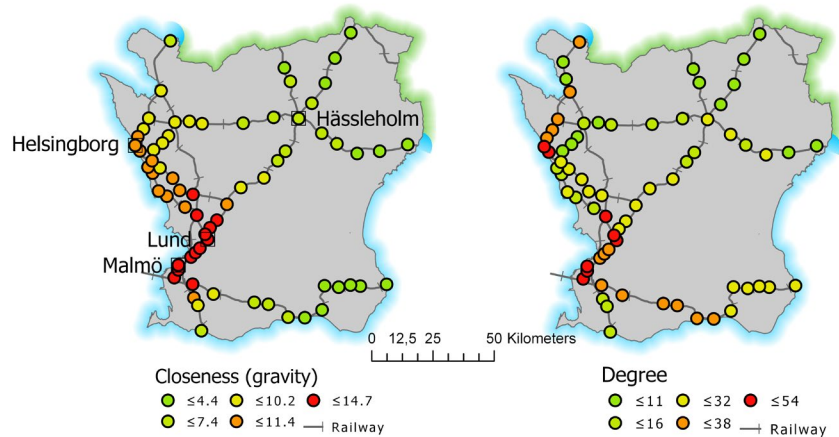 Hässleholm
Helsingborg
Lund
Malmö
0 12,5 25 50 Kilometers
Closeness (gravity)
≤4.4 ≤10.2 ≤14.7
≤7.4 ≤11.4 Railway
Degree
≤11 ≤32 ≤54
≤16 ≤38 Railway